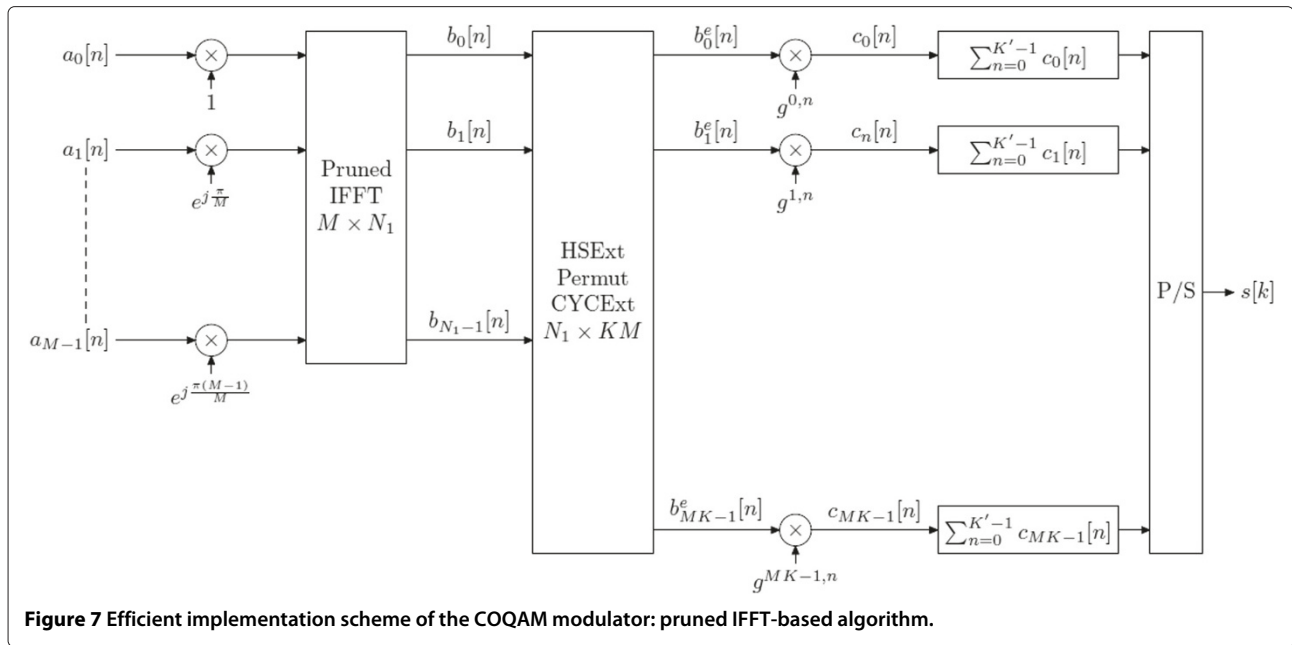 a_0[n] × b_0[n] b_0^e[n] × c_0[n] \sum_{n=0}^{K'-1} c_0[n]
1 g^{0,n}
a_1[n] × b_1[n] b_1^e[n] × c_n[n] \sum_{n=0}^{K'-1} c_1[n]
e^{j\frac{\pi}{M}} g^{1,n}
Pruned
IFFT
M × N_1
HSExt
Permut
CYCExt
N_1 × KM
P/S s[k]
a_{M-1}[n] × b_{N_1-1}[n]
e^{j\frac{\pi(M-1)}{M}}
b_{MK-1}^e[n] × c_{MK-1}[n] \sum_{n=0}^{K'-1} c_{MK-1}[n]
g^{MK-1,n}
Figure 7 Efficient implementation scheme of the COQAM modulator: pruned IFFT-based algorithm.